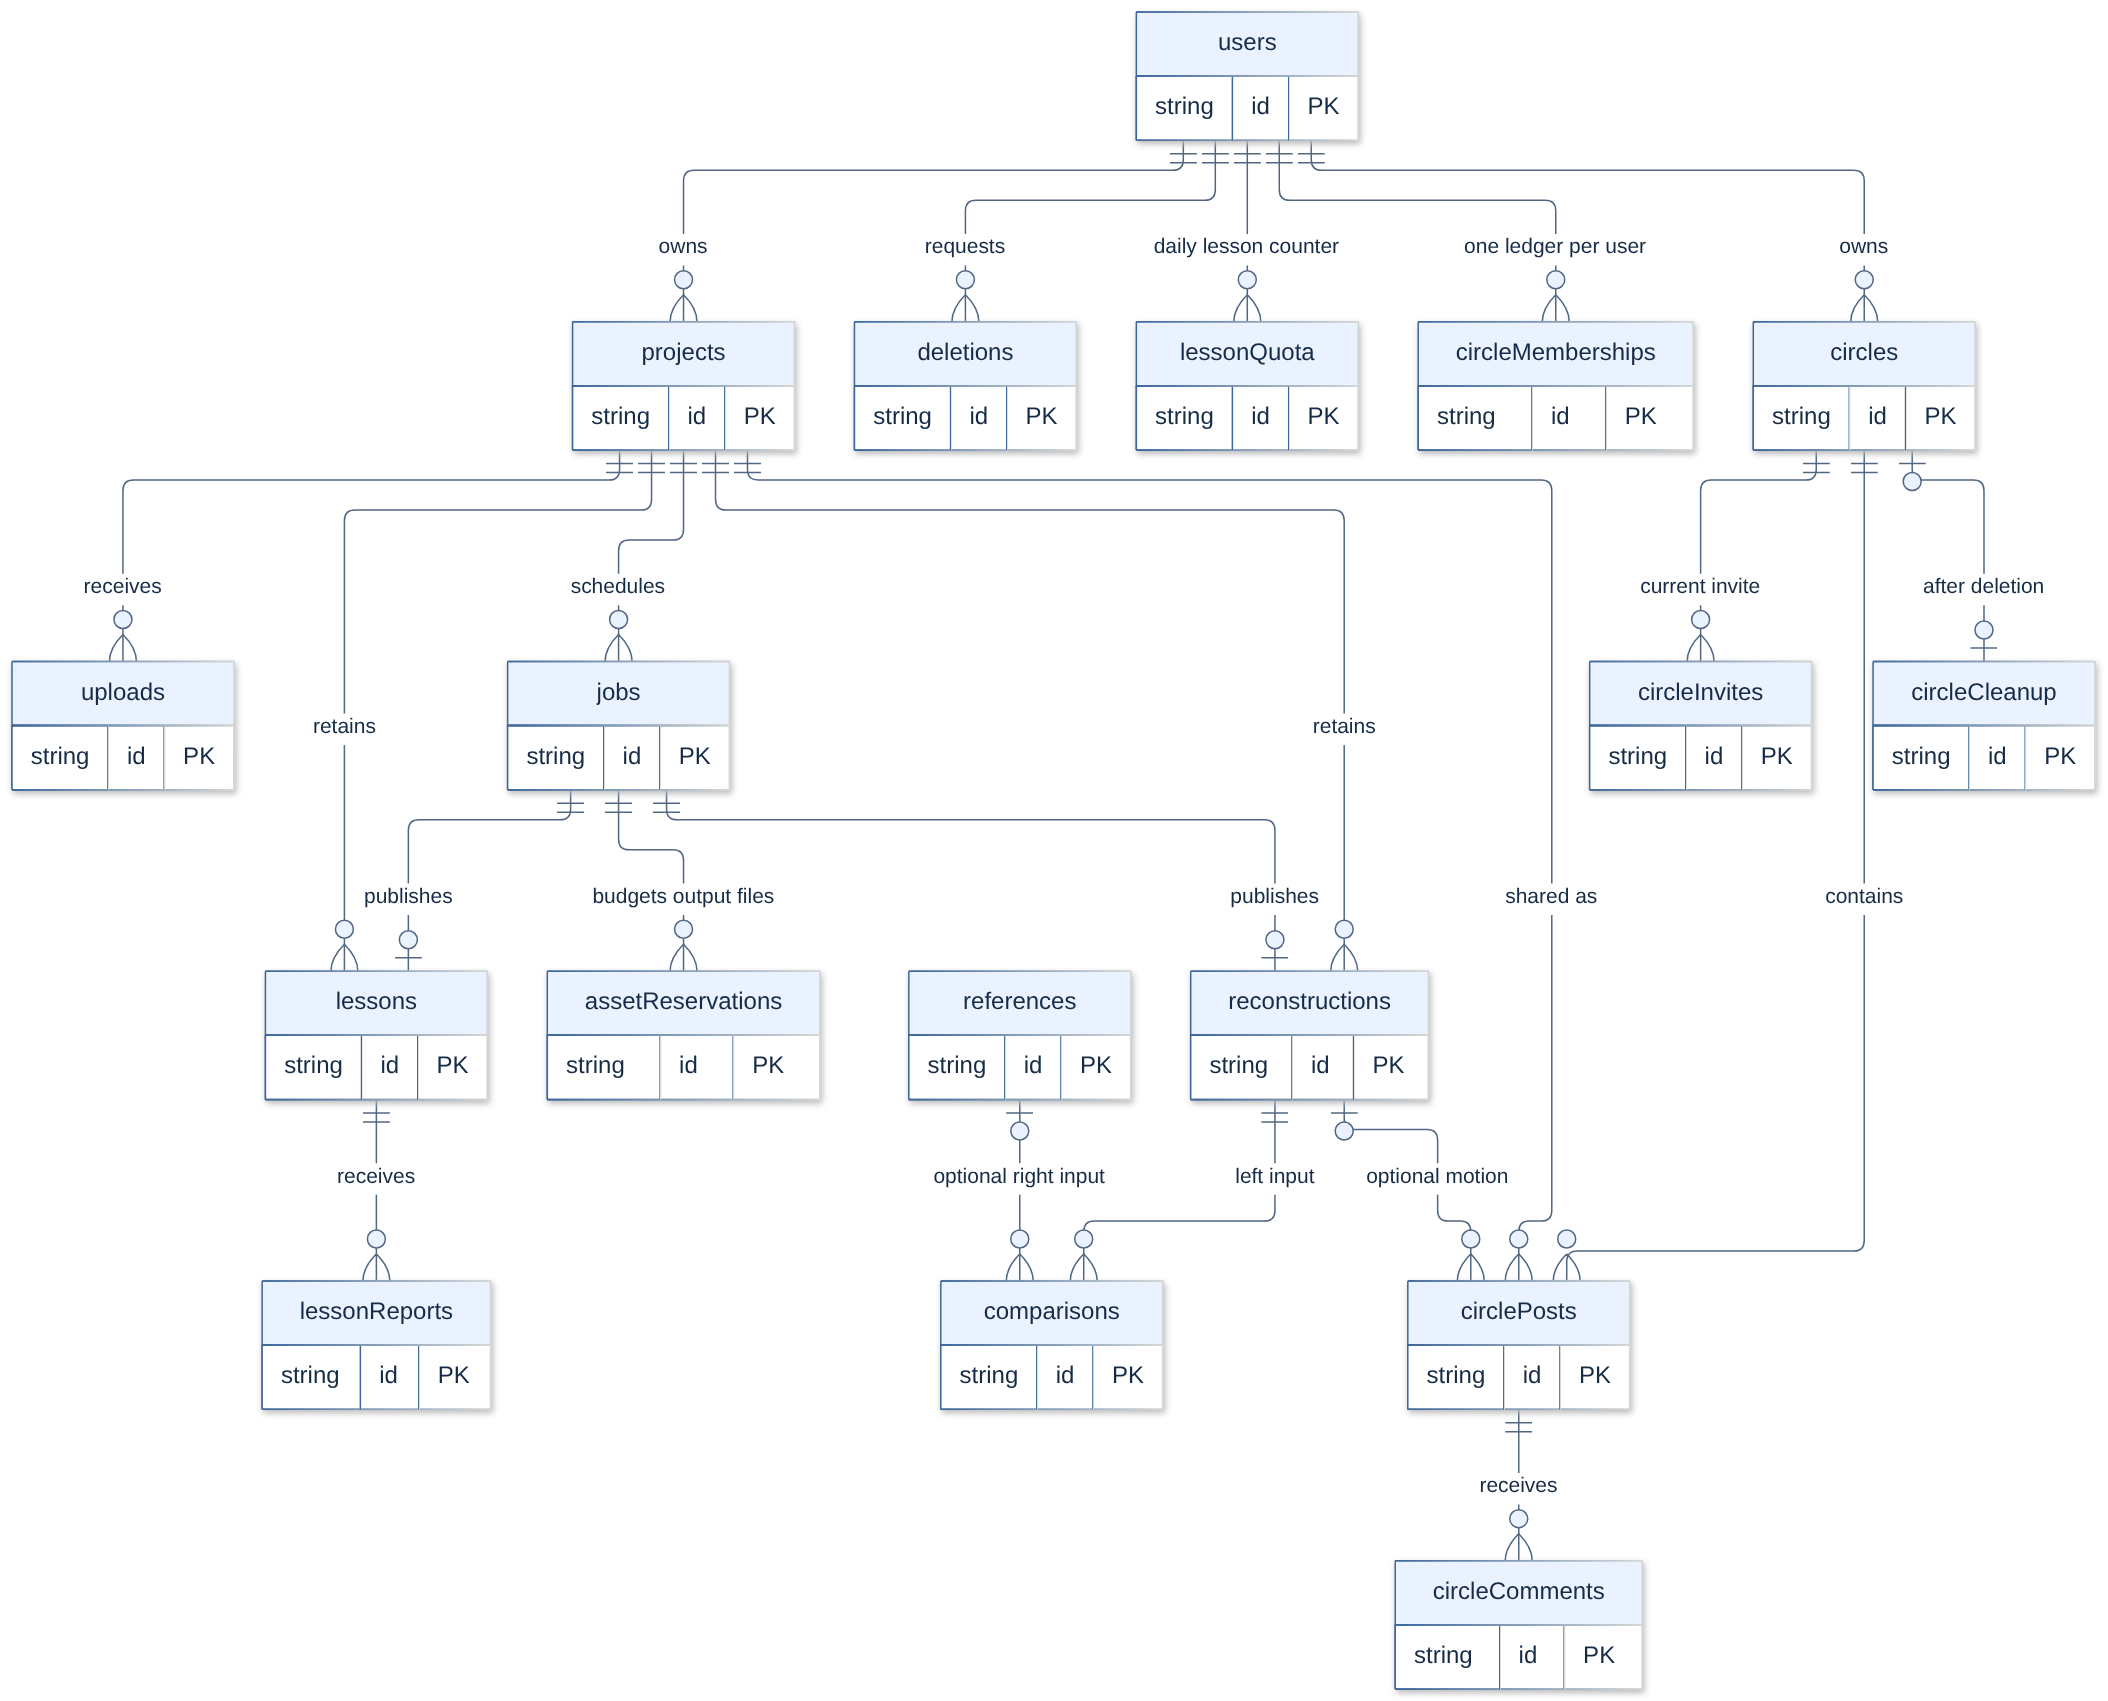 users
string id PK
owns
requests
daily lesson counter
one ledger per user
owns
projects
string id PK
deletions
string id PK
lessonQuota
string id PK
circleMemberships
string id PK
circles
string id PK
receives
schedules
current invite
after deletion
uploads
string id PK
retains
jobs
string id PK
retains
circleInvites
string id PK
circleCleanup
string id PK
publishes
budgets output files
publishes
shared as
contains
lessons
string id PK
assetReservations
string id PK
references
string id PK
reconstructions
string id PK
receives
optional right input
left input
optional motion
lessonReports
string id PK
comparisons
string id PK
circlePosts
string id PK
receives
circleComments
string id PK